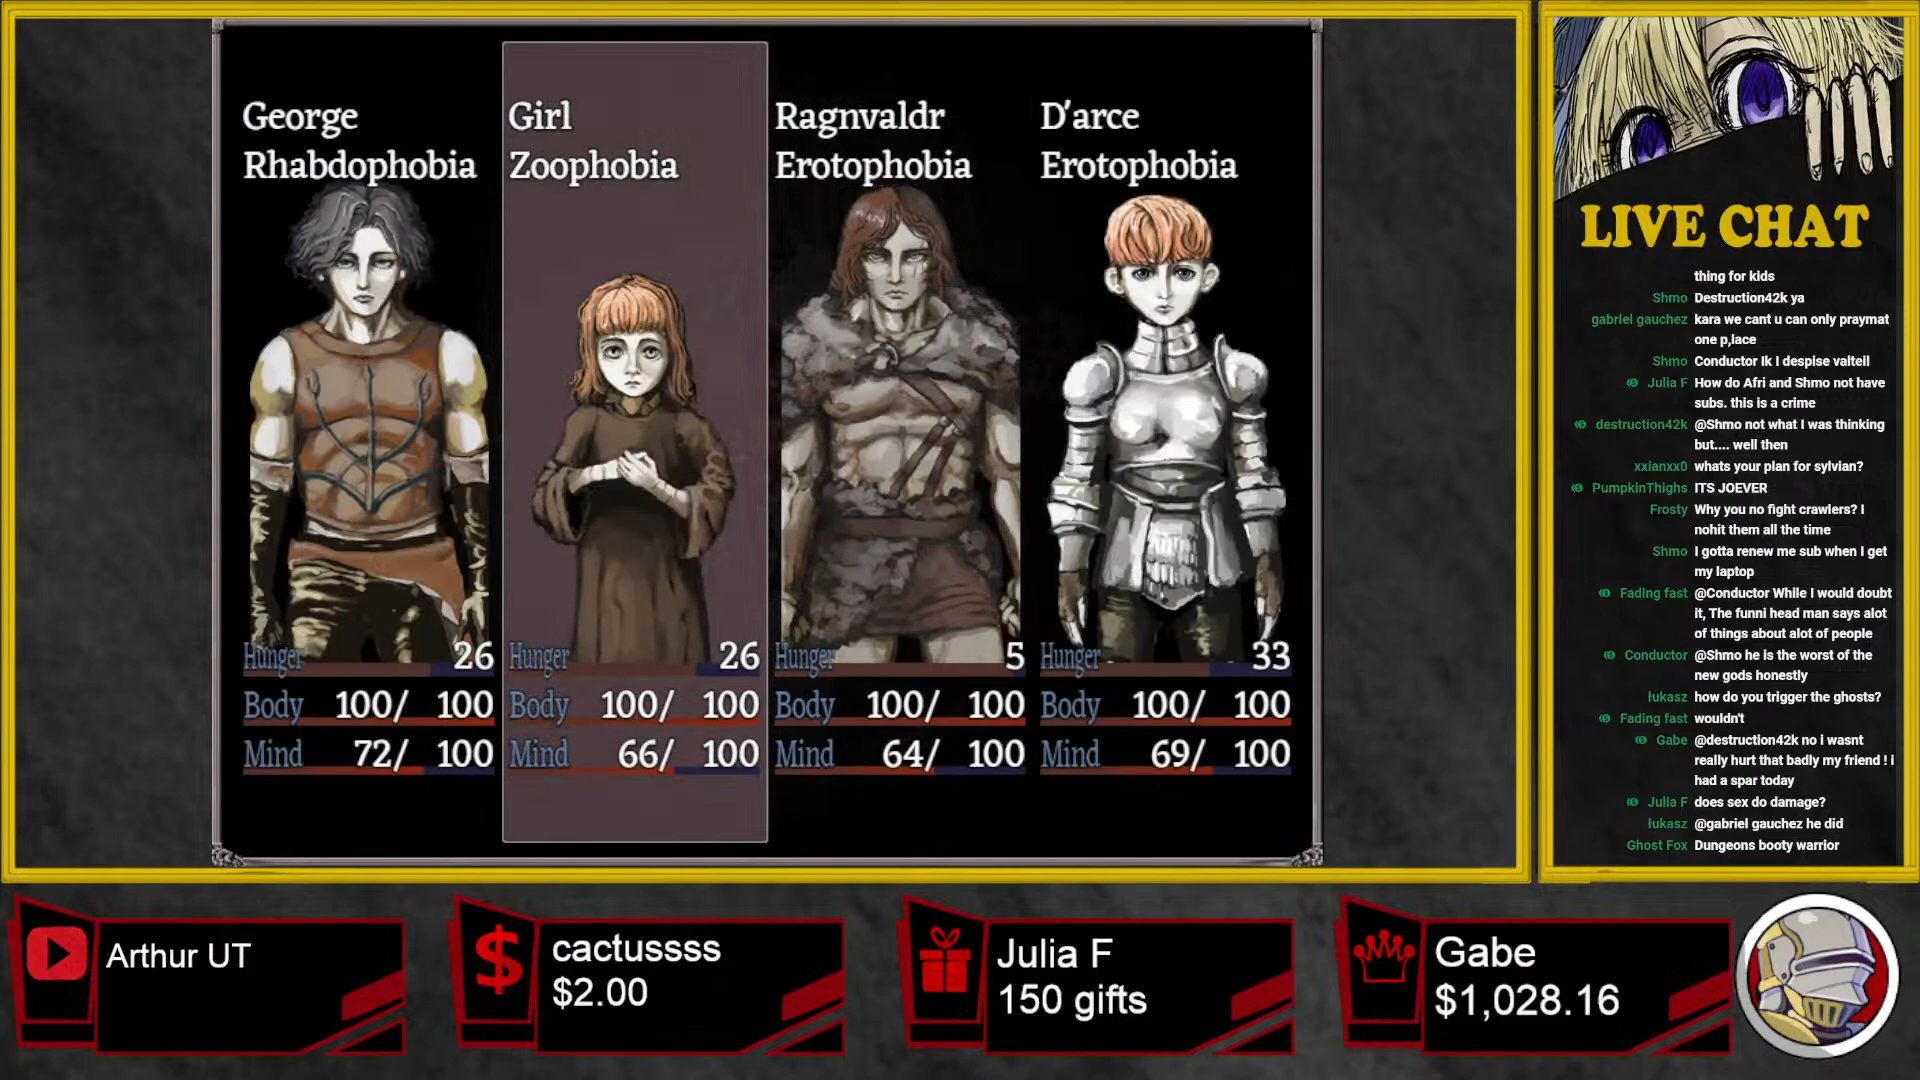 George
Rhabdophobia
Hunger 26
Body 100/ 100
Mind 72/ 100
Girl
Zoophobia
Hunger 26
Body 100/ 100
Mind 66/ 100
Ragnvaldr
Erotophobia
Hunger 5
Body 100/ 100
Mind 64/ 100
D'arce
Erotophobia
Hunger 33
Body 100/ 100
Mind 69/ 100
LIVE CHAT
thing for kids
Shmo Destruction42k ya
gabriel gauchez kara we cant u can only praymat
one p,lace
Shmo Conductor Ik I despise valteil
Julia F How do Afri and Shmo not have
subs. this is a crime
destruction42k @Shmo not what I was thinking
but.... well then
xxianxx0 whats your plan for sylvian?
PumpkinThighs ITS JOEVER
Frosty Why you no fight crawlers? I
nohit them all the time
Shmo I gotta renew me sub when I get
my laptop
Fading fast @Conductor While I would doubt
it, The funni head man says alot
of things about alot of people
Conductor @Shmo he is the worst of the
new gods honestly
łukasz how do you trigger the ghosts?
Fading fast wouldn't
Gabe @destruction42k no i wasnt
really hurt that badly my friend ! i
had a spar today
Julia F does sex do damage?
łukasz @gabriel gauchez he did
Ghost Fox Dungeons booty warrior
Arthur UT
$
cactussss
$2.00
Julia F
150 gifts
Gabe
$1,028.16